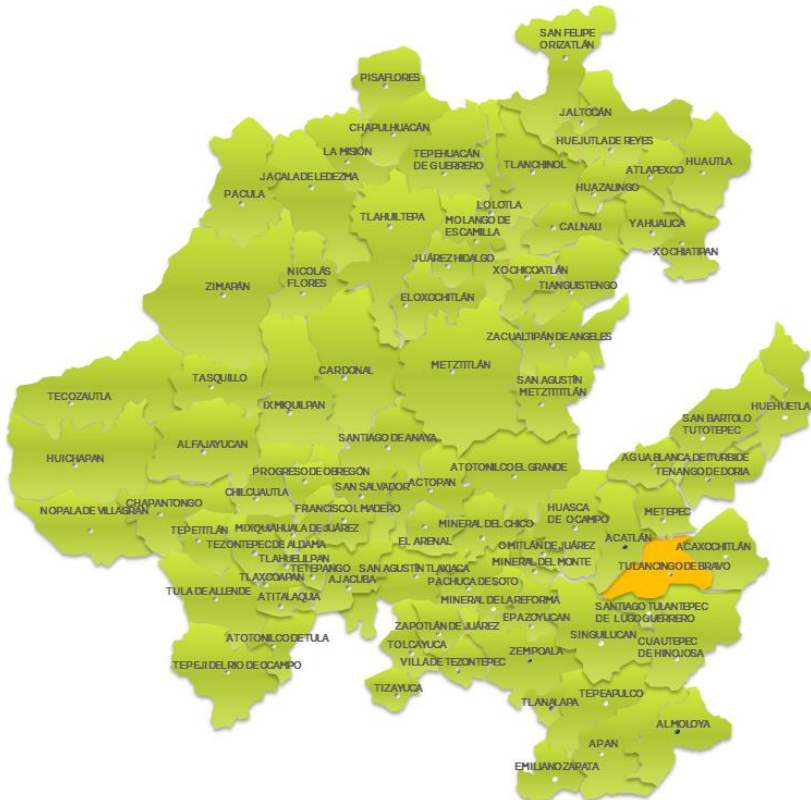 SAN FELIPE
ORIZATLÁN
PISAFLORES
JALTOCÁN
CHAPULHUACÁN
HUEJUTLA DE REYES
LA MISIÓN
TEPEHUACÁN
DE GUERRERO
TLANCHINOL
HUAUTLA
ATLAPEXCO
JACALA DE LEDEZMA
PACULA
HUAZALINGO
LOLOTLA
TLAHUILTEPA
MOLANGO DE
ESCAMILLA
CALNALI
YAHUALICA
XOCHIATIPAN
JUÁREZ HIDALGO
XOCHICOATLÁN
NICOLÁS
FLORES
ZIMAPÁN
TIANGUISTENGO
ELOXOCHITLÁN
ZACUALTIPÁN DE ANGELES
METZTITLÁN
CARDONAL
TASQUILLO
SAN AGUSTÍN
METZTITITLÁN
TECOZAUTLA
IXMIQUILPAN
HUEHUETLA
SAN BARTOLO
TUTOTEPEC
ALFAJAYUCAN
SANTIAGO DE ANAYA
HUICHAPAN
AGUA BLANCA DE ITURBIDE
TENANGO DE DORIA
PROGRESO DE OBREGÓN
ATOTONILCO EL GRANDE
SAN SALVADOR
ACTOPAN
CHILCUAUTLA
CHAPANTONGO
NOPALA DE VILLAGRAN
FRANCISCO I. MADERO
HUASCA
DE OCAMPO
METEPEC
TEPETITLÁN
MIXQUIAHUALA DE JUÁREZ
MINERAL DEL CHICO
EL ARENAL
ACATLÁN
TEZONTEPEC DE ALDAMA
OMITLÁN DE JUÁREZ
ACAXOCHITLÁN
TLAHUELILPAN
MINERAL DEL MONTE
TETEPANGO
SAN AGUSTÍN TLAXIACA
TULANCINGO DE BRAVO
TLAXCOAPAN
AJACUBA
PACHUCA DE SOTO
TULA DE ALLENDE
ATITALAQUIA
MINERAL DE LA REFORMA
SANTIAGO TULANTEPEC
DE LUGO GUERRERO
EPAZOYUCAN
ZAPOTLÁN DE JUÁREZ
ATOTONILCO DE TULA
SINGUILUCAN
CUAUTEPEC
DE HINOJOSA
TOLCAYUCA
ZEMPOALA
TEPEJI DEL RIO DE OCAMPO
VILLA DE TEZONTEPEC
TIZAYUCA
TEPEAPULCO
TLANALAPA
ALMOLOYA
APAN
EMILIANO ZAPATA